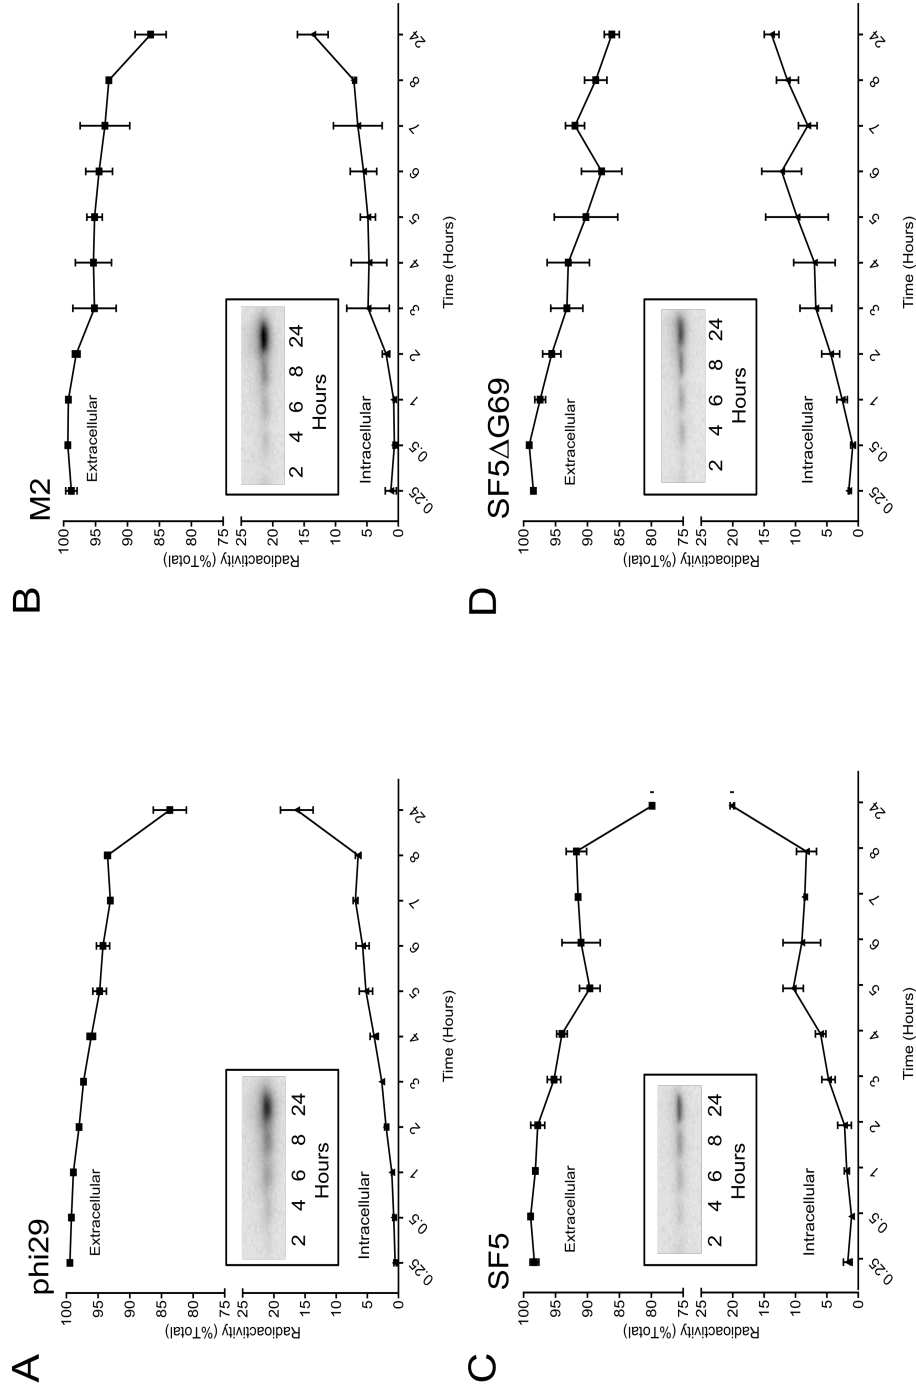 A
phi29
100
95
90
85
80
75
25
20
15
10
5
0
Radioactivity (%Total)
Extracellular
Intracellular
2 4 6 8 24
Hours
0.25 0.5 1 2 3 4 5 6 7 8 24
Time (Hours)
B
M2
100
95
90
85
80
75
25
20
15
10
5
0
Radioactivity (%Total)
Extracellular
Intracellular
2 4 6 8 24
Hours
0.25 0.5 1 2 3 4 5 6 7 8 24
Time (Hours)
C
SF5
100
95
90
85
80
75
25
20
15
10
5
0
Radioactivity (%Total)
Extracellular
Intracellular
2 4 6 8 24
Hours
0.25 0.5 1 2 3 4 5 6 7 8 24
Time (Hours)
D
SF5ΔG69
100
95
90
85
80
75
25
20
15
10
5
0
Radioactivity (%Total)
Extracellular
Intracellular
2 4 6 8 24
Hours
0.25 0.5 1 2 3 4 5 6 7 8 24
Time (Hours)